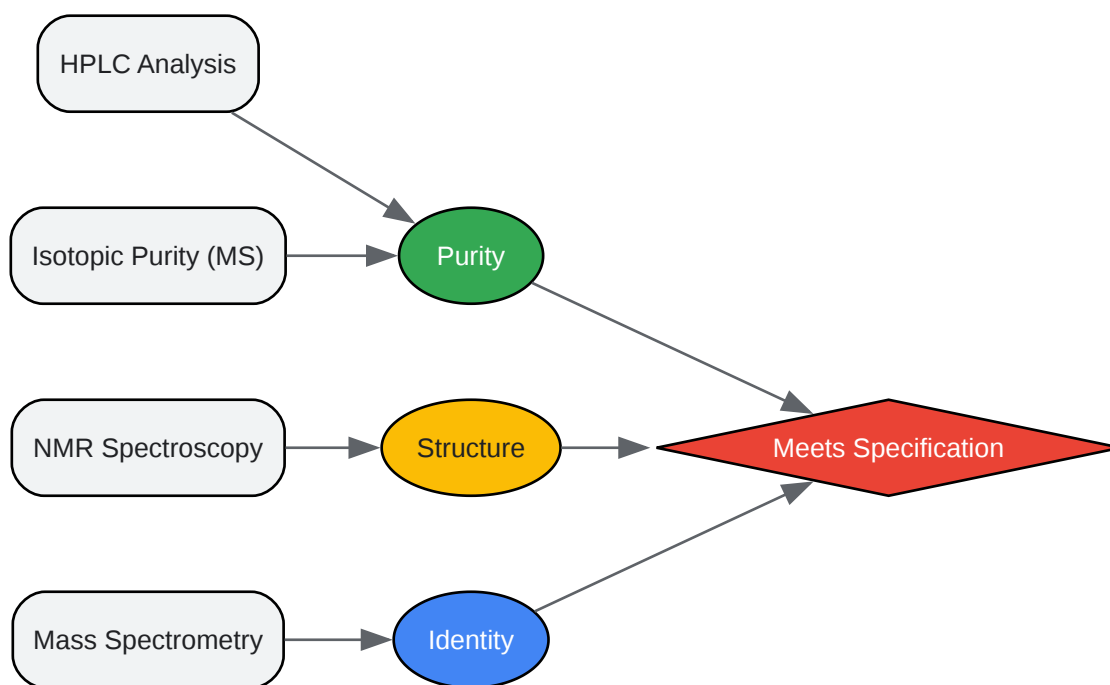 HPLC Analysis
Isotopic Purity (MS)
Purity
NMR Spectroscopy
Structure
Meets Specification
Mass Spectrometry
Identity